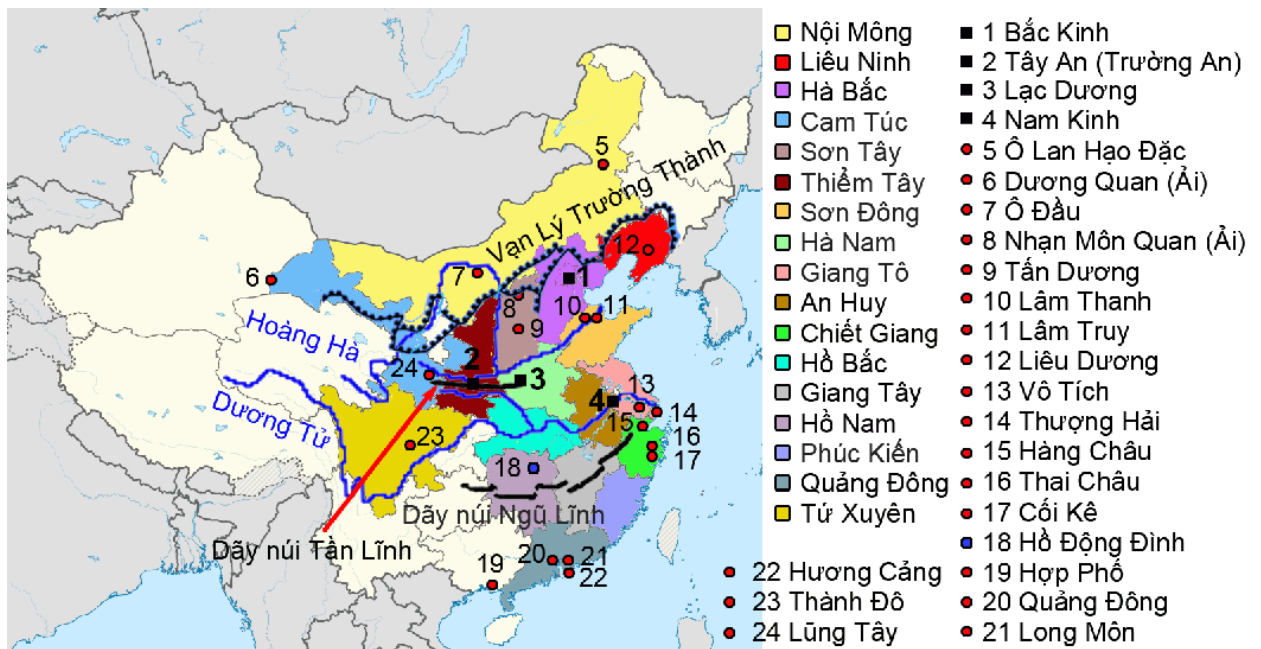 5
Vạn Lý Trường Thành
12
6
7
1
8
10
11
9
Hoàng Hà
2
24
3
Dương Tử
4
13
14
15
23
16
17
18
Dãy núi Ngũ Lĩnh
Dãy núi Tần Lĩnh
19
20
21
22
Nội Mông
Liêu Ninh
Hà Bắc
Cam Túc
Sơn Tây
Thiểm Tây
Sơn Đông
Hà Nam
Giang Tô
An Huy
Chiết Giang
Hồ Bắc
Giang Tây
Hồ Nam
Phúc Kiến
Quảng Đông
Tứ Xuyên
1 Bắc Kinh
2 Tây An (Trường An)
3 Lạc Dương
4 Nam Kinh
5 Ô Lan Hạo Đặc
6 Dương Quan (Ải)
7 Ô Đầu
8 Nhạn Môn Quan (Ải)
9 Tấn Dương
10 Lâm Thanh
11 Lâm Truy
12 Liêu Dương
13 Vô Tích
14 Thượng Hải
15 Hàng Châu
16 Thai Châu
17 Cối Kê
18 Hồ Động Đình
19 Hợp Phố
20 Quảng Đông
21 Long Môn
22 Hương Cảng
23 Thành Đô
24 Lũng Tây